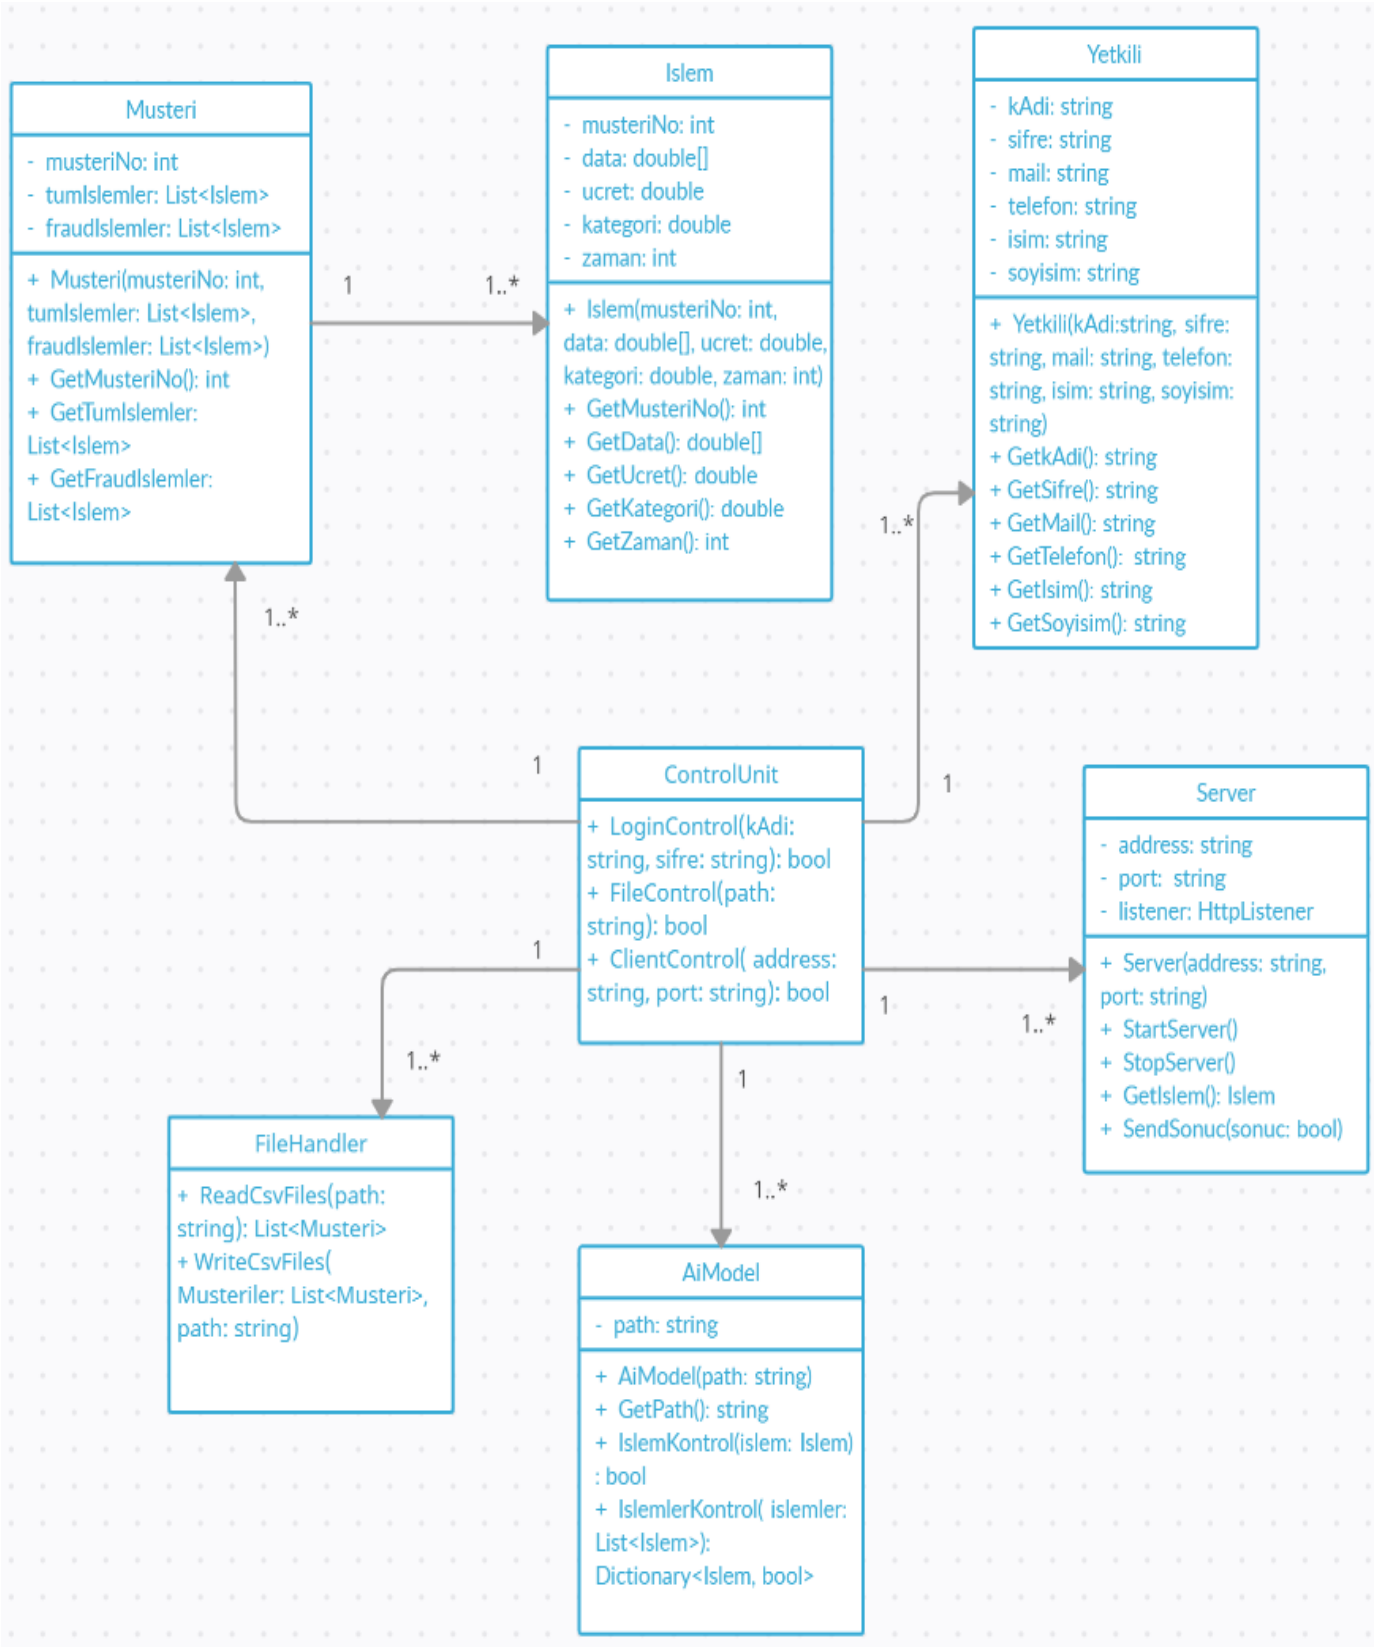 Musteri
- musteriNo: int
- tumIslemler: List<Islem>
- fraudIslemler: List<Islem>
+ Musteri(musteriNo: int,
tumIslemler: List<Islem>,
fraudIslemler: List<Islem>)
+ GetMusteriNo(): int
+ GetTumIslemler:
List<Islem>
+ GetFraudIslemler:
List<Islem>
1
1..*
Islem
- musteriNo: int
- data: double[]
- ucret: double
- kategori: double
- zaman: int
+ Islem(musteriNo: int,
data: double[], ucret: double,
kategori: double, zaman: int)
+ GetMusteriNo(): int
+ GetData(): double[]
+ GetUcret(): double
+ GetKategori(): double
+ GetZaman(): int
Yetkili
- kAdi: string
- sifre: string
- mail: string
- telefon: string
- isim: string
- soyisim: string
+ Yetkili(kAdi:string, sifre:
string, mail: string, telefon:
string, isim: string, soyisim:
string)
+ GetkAdi(): string
+ GetSifre(): string
+ GetMail(): string
+ GetTelefon(): string
+ GetIsim(): string
+ GetSoyisim(): string
1..*
1..*
1
1
ControlUnit
+ LoginControl(kAdi:
string, sifre: string): bool
+ FileControl(path:
string): bool
+ ClientControl( address:
string, port: string): bool
1
1..*
1
1..*
1
1..*
Server
- address: string
- port: string
- listener: HttpListener
+ Server(address: string,
port: string)
+ StartServer()
+ StopServer()
+ GetIslem(): Islem
+ SendSonuc(sonuc: bool)
FileHandler
+ ReadCsvFiles(path:
string): List<Musteri>
+ WriteCsvFiles(
Musteriler: List<Musteri>,
path: string)
AiModel
- path: string
+ AiModel(path: string)
+ GetPath(): string
+ IslemKontrol(islem: Islem)
: bool
+ IslemlerKontrol( islemler:
List<Islem>):
Dictionary<Islem, bool>